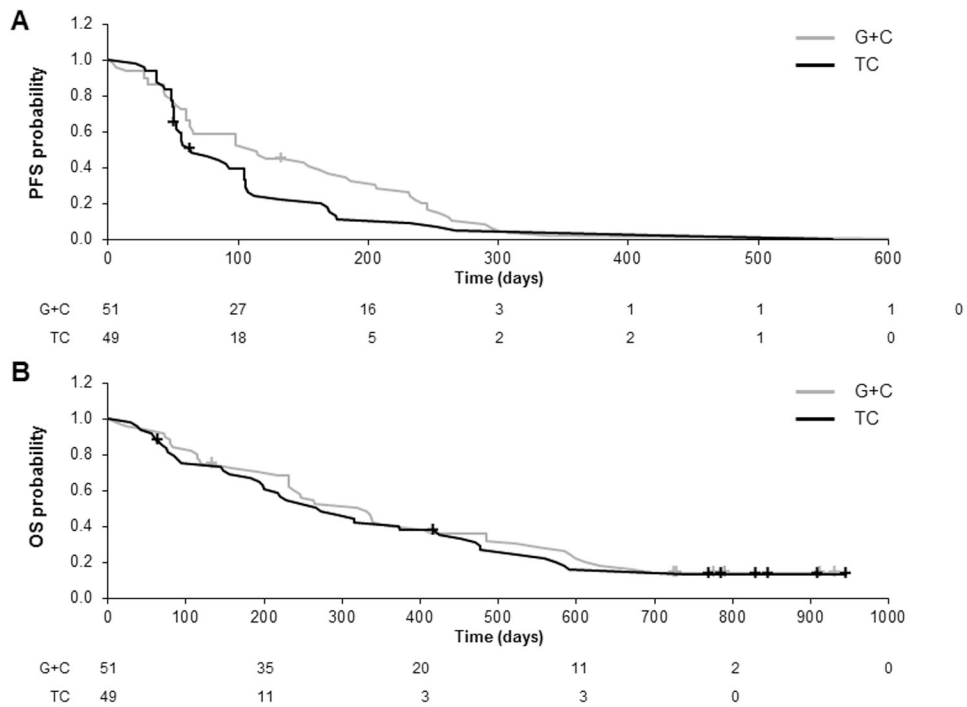 A
1.2
1.0
0.8
0.6
0.4
0.2
0.0
PFS probability
G+C
TC
0 100 200 300 400 500 600
Time (days)
G+C 51 27 16 3 1 1 1 0
TC 49 18 5 2 2 1 0
B
1.2
1.0
0.8
0.6
0.4
0.2
0.0
OS probability
G+C
TC
0 100 200 300 400 500 600 700 800 900 1000
Time (days)
G+C 51 35 20 11 2 0
TC 49 11 3 3 0